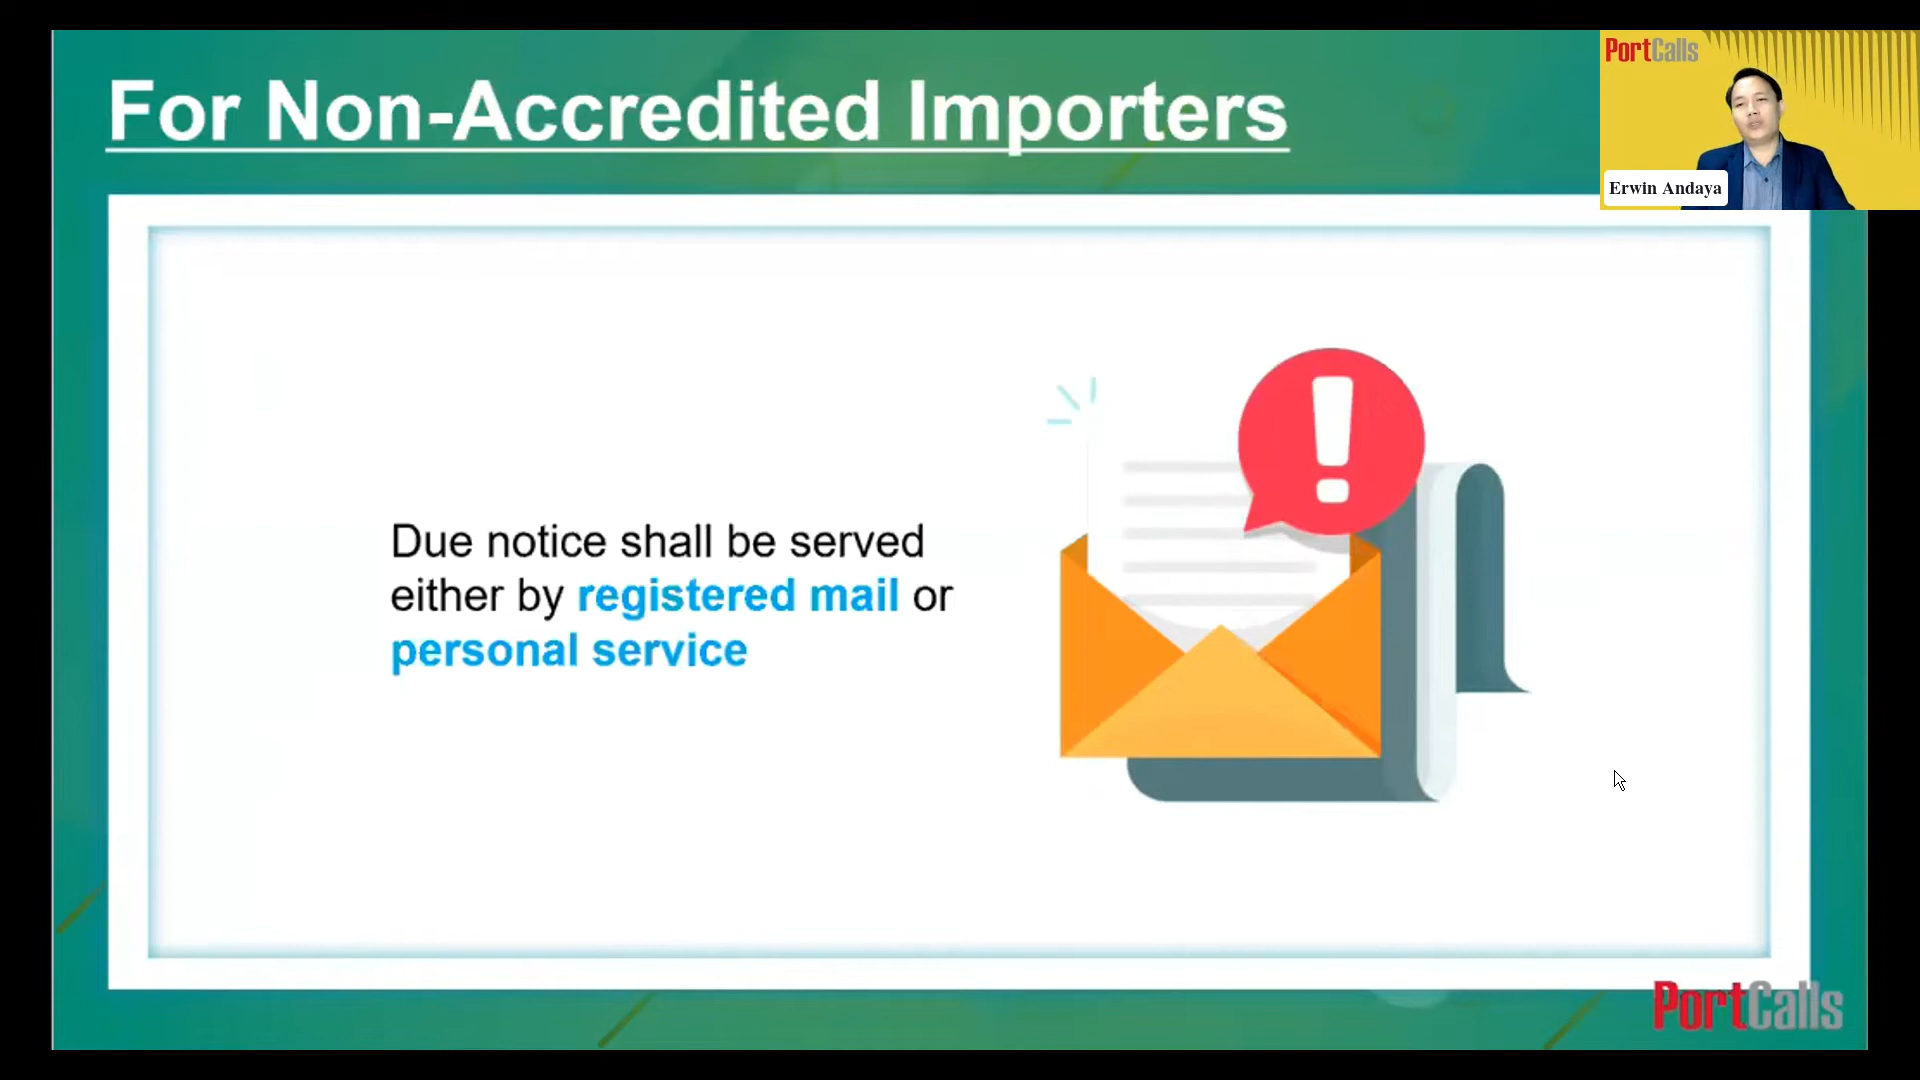 For Non-Accredited Importers
PortCalls
Erwin Andaya
Due notice shall be served
either by registered mail or
personal service
PortCalls